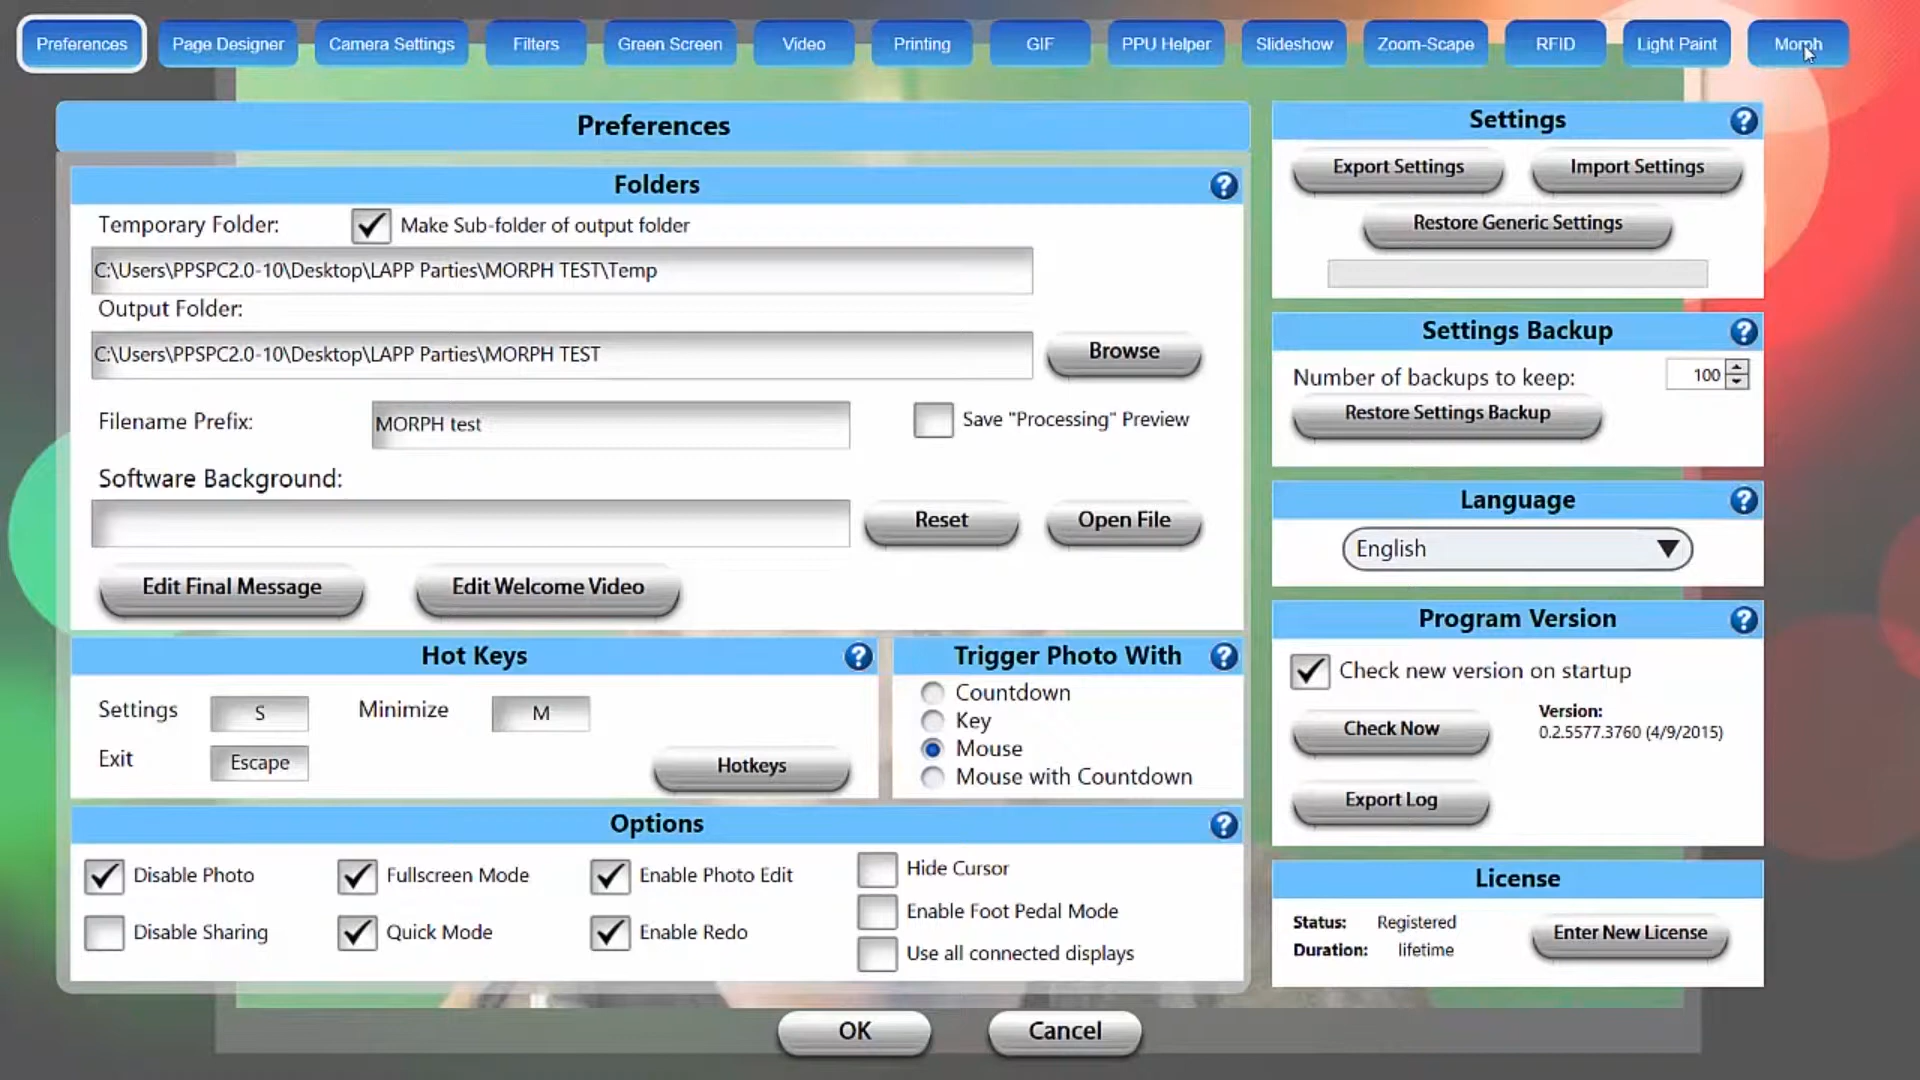 Preferences Page Designer Camera Settings Filters Green Screen Video Printing GIF PPU Helper Slideshow Zoom-Scape RFID Light Paint Morph
Preferences
Folders
Temporary Folder: Make Sub-folder of output folder
C:\Users\PPSPC2.0-10\Desktop\LAPP Parties\MORPH TEST\Temp
Output Folder:
C:\Users\PPSPC2.0-10\Desktop\LAPP Parties\MORPH TEST Browse
Filename Prefix: MORPH test Save "Processing" Preview
Software Background:
Reset Open File
Edit Final Message Edit Welcome Video
Hot Keys
Settings S Minimize M
Exit Escape Hotkeys
Trigger Photo With
Countdown
Key
Mouse
Mouse with Countdown
Options
Disable Photo Fullscreen Mode Enable Photo Edit Hide Cursor
Enable Foot Pedal Mode
Disable Sharing Quick Mode Enable Redo Use all connected displays
Settings
Export Settings Import Settings
Restore Generic Settings
Settings Backup
Number of backups to keep: 100
Restore Settings Backup
Language
English
Program Version
Check new version on startup
Check Now Version:
0.2.5577.3760 (4/9/2015)
Export Log
License
Status: Registered Enter New License
Duration: lifetime
OK Cancel